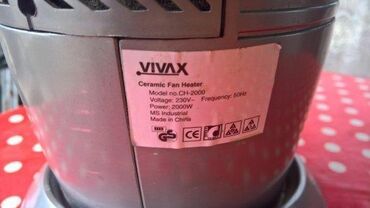 VIVAX
Ceramic Fan Heater
Model no.CH-2000
Voltage: 230V~ Frequency: 50Hz
Power: 2000W
MS Industrial
Made in China